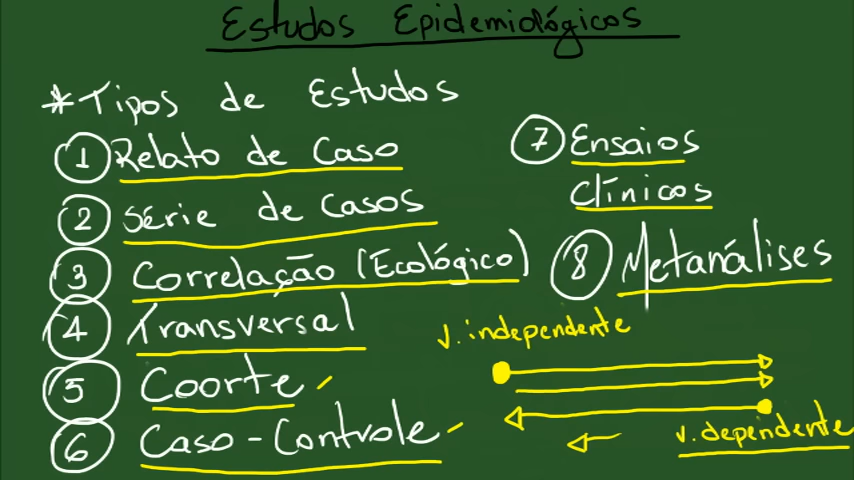 Estudos Epidemiológicos
*Tipos de Estudos
1 Relato de Caso
2 Série de Casos
3 Correlação (Ecológico)
4 Transversal
5 Coorte
6 Caso-Controle
7 Ensaios
Clínicos
8 Metanálises
v. independente
v. dependente